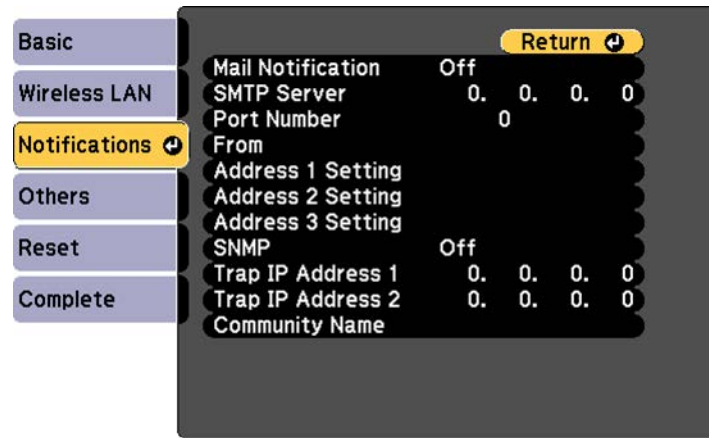 Basic
Wireless LAN
Notifications
Others
Reset
Complete
Return
Mail Notification Off
SMTP Server 0. 0. 0. 0
Port Number 0
From
Address 1 Setting
Address 2 Setting
Address 3 Setting
SNMP Off
Trap IP Address 1 0. 0. 0. 0
Trap IP Address 2 0. 0. 0. 0
Community Name